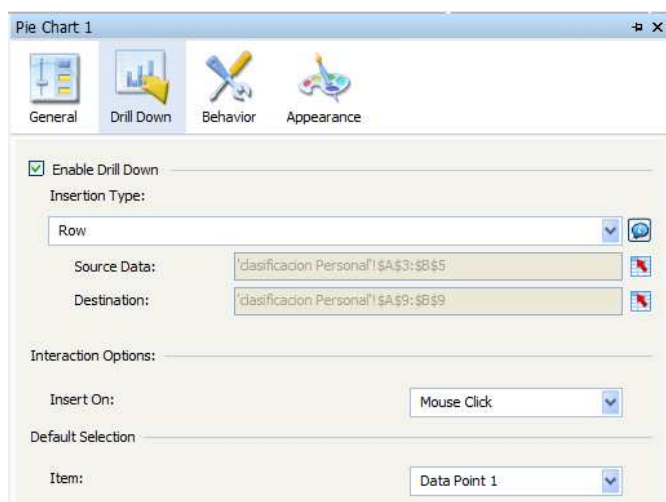 Pie Chart 1
General Drill Down Behavior Appearance
Enable Drill Down
Insertion Type:
Row
Source Data: 'clasificacion Personal'!$A$3:$B$5
Destination: 'clasificacion Personal'!$A$9:$B$9
Interaction Options:
Insert On: Mouse Click
Default Selection
Item: Data Point 1